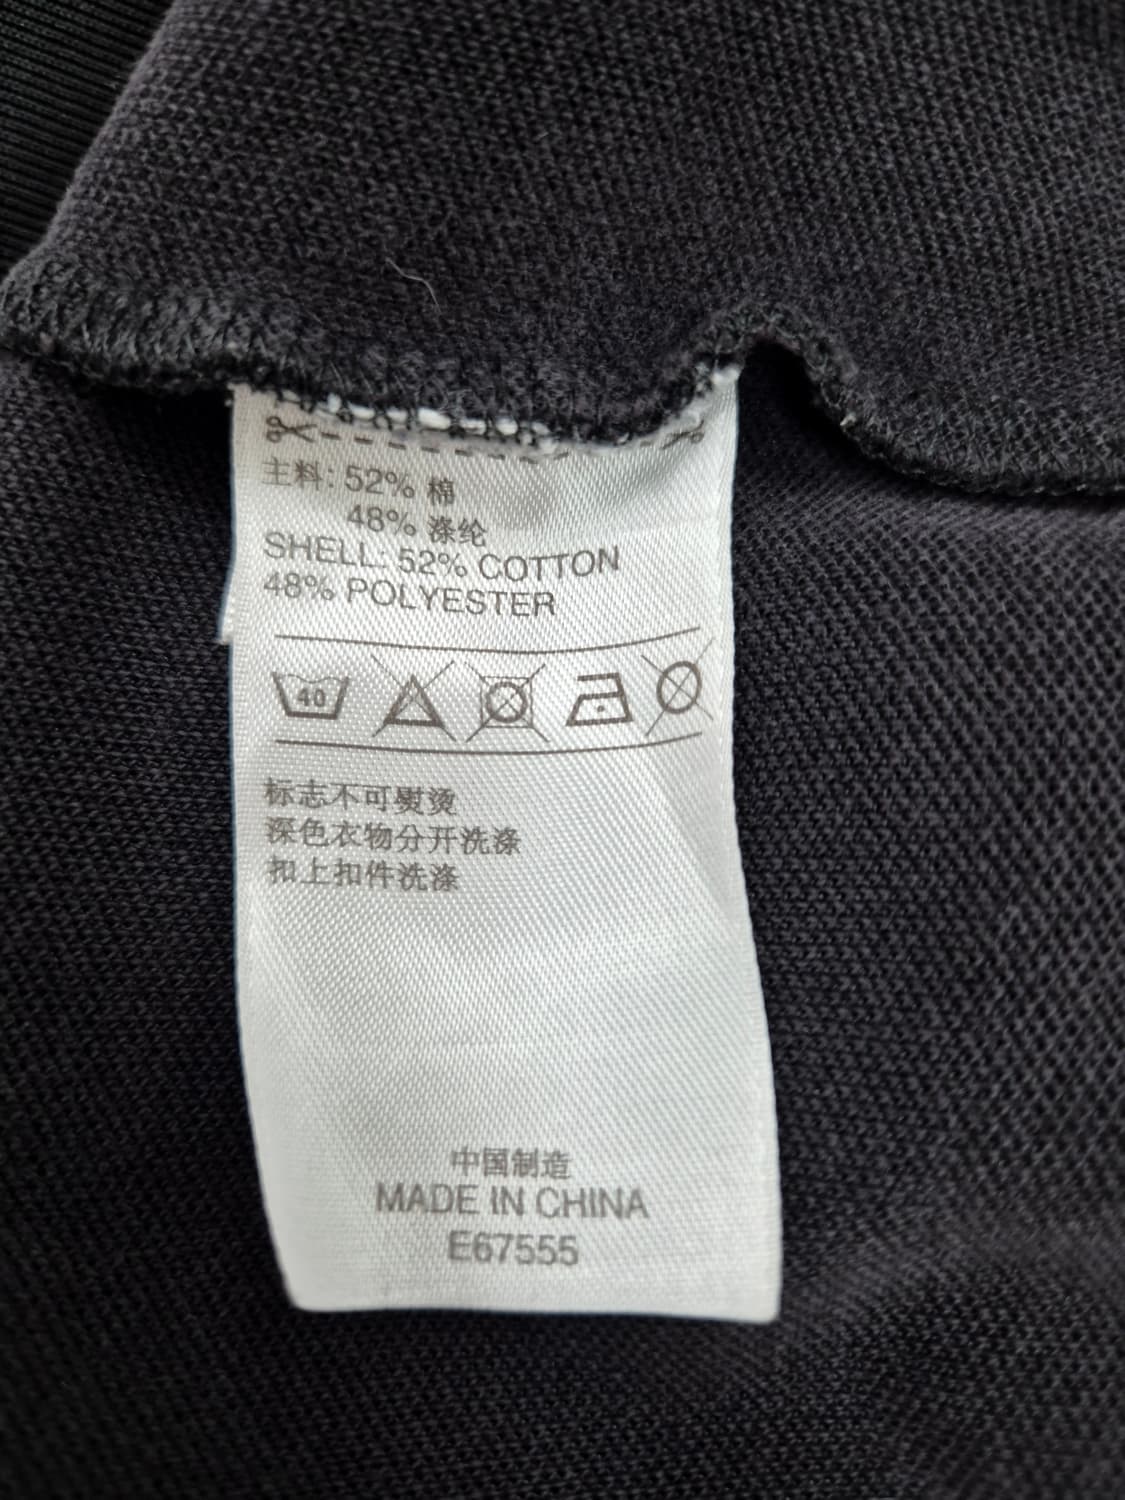 主料: 52% 棉
48% 涤纶
SHELL: 52% COTTON
48% POLYESTER
40
标志不可熨烫
深色衣物分开洗涤
扣上扣件洗涤
中国制造
MADE IN CHINA
E67555